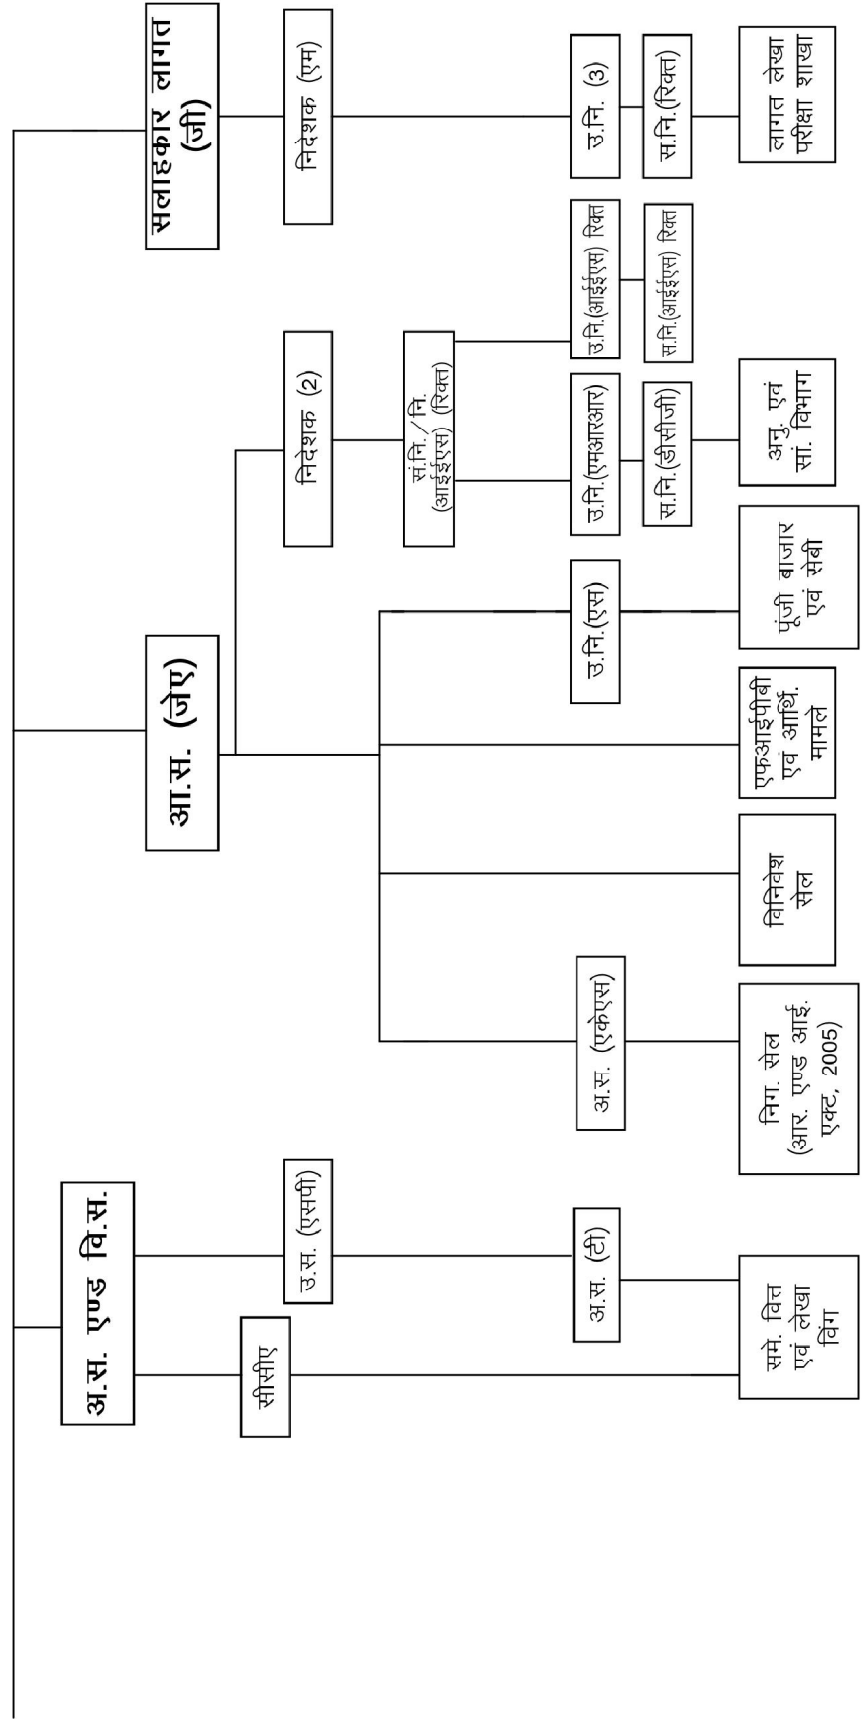 अ.स. एण्ड वि.स.
सीसीए
उ.स. (एसपी)
अ.स. (टी)
समे. वित्त
एवं लेखा
विंग
आ.स. (जेए)
निदेशक (2)
सं.नि./नि.
(आईईएस) (रिक्त)
अ.स. (एकेएस)
उ.नि.(एस)
उ.नि.(एमआरआर)
उ.नि.(आईईएस) रिक्त
स.नि.(डीसीजी)
स.नि.(आईईएस) रिक्त
निग. सेल
(आर. एण्ड आई.
एक्ट, 2005)
विनिवेश
सेल
एफआईपीबी
एवं आर्थि.
मामले
पूंजी बाजार
एवं सेबी
अनु. एवं
सां. विभाग
सलाहकार लागत
(जी)
निदेशक (एम)
उ.नि. (3)
स.नि.(रिक्त)
लागत लेखा
परीक्षा शाखा